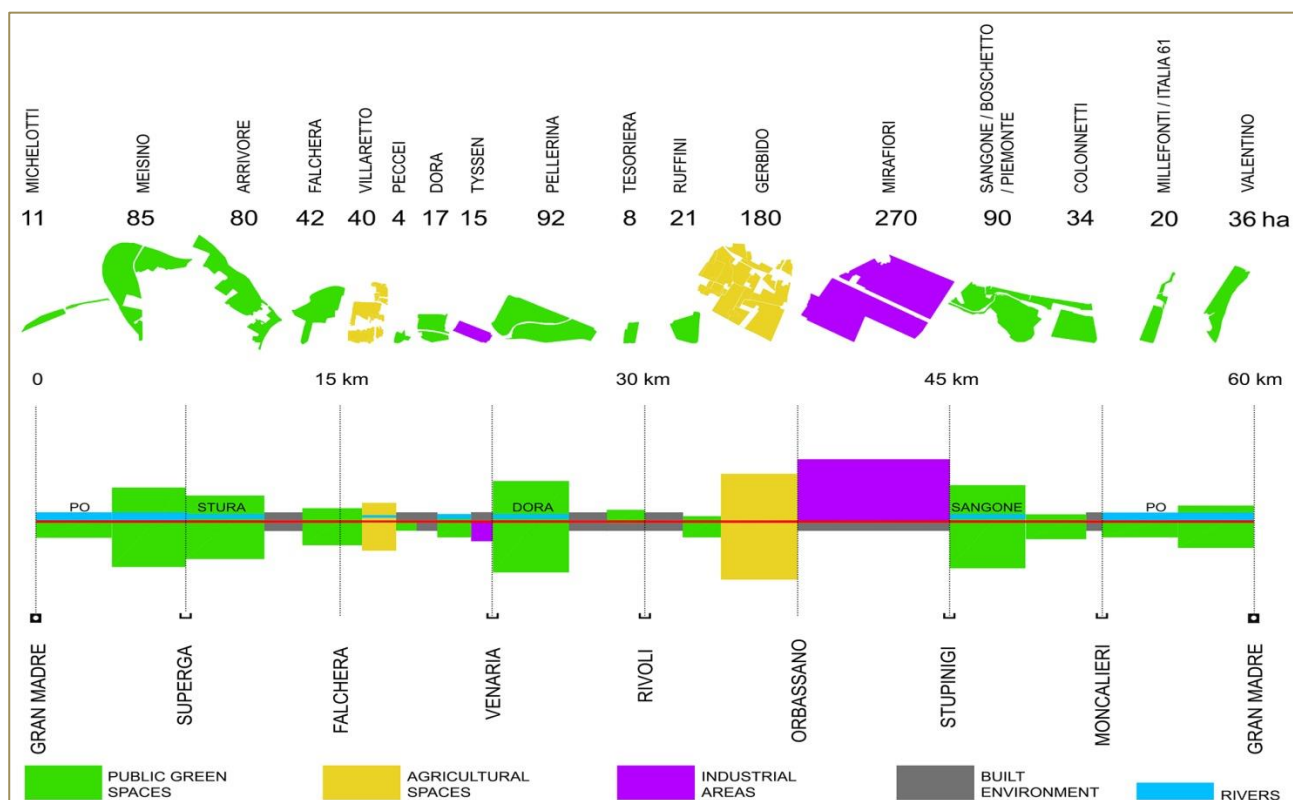 MICHELOTTI
MEISINO
ARRIVORE
FALCHERA
VILLARETTO
PECCEI
DORA
TYSSEN
PELLERINA
TESORIERA
RUFFINI
GERBIDO
MIRAFIORI
SANGONE / BOSCHETTO
/ PIEMONTE
COLONNETTI
MILLEFONTI / ITALIA 61
VALENTINO
11 85 80 42 40 4 17 15 92 8 21 180 270 90 34 20 36 ha
0 15 km 30 km 45 km 60 km
PO STURA DORA SANGONE PO
GRAN MADRE
SUPERGA
FALCHERA
VENARIA
RIVOLI
ORBASSANO
STUPINIGI
MONCALIERI
GRAN MADRE
PUBLIC GREEN
SPACES
AGRICULTURAL
SPACES
INDUSTRIAL
AREAS
BUILT
ENVIRONMENT
RIVERS